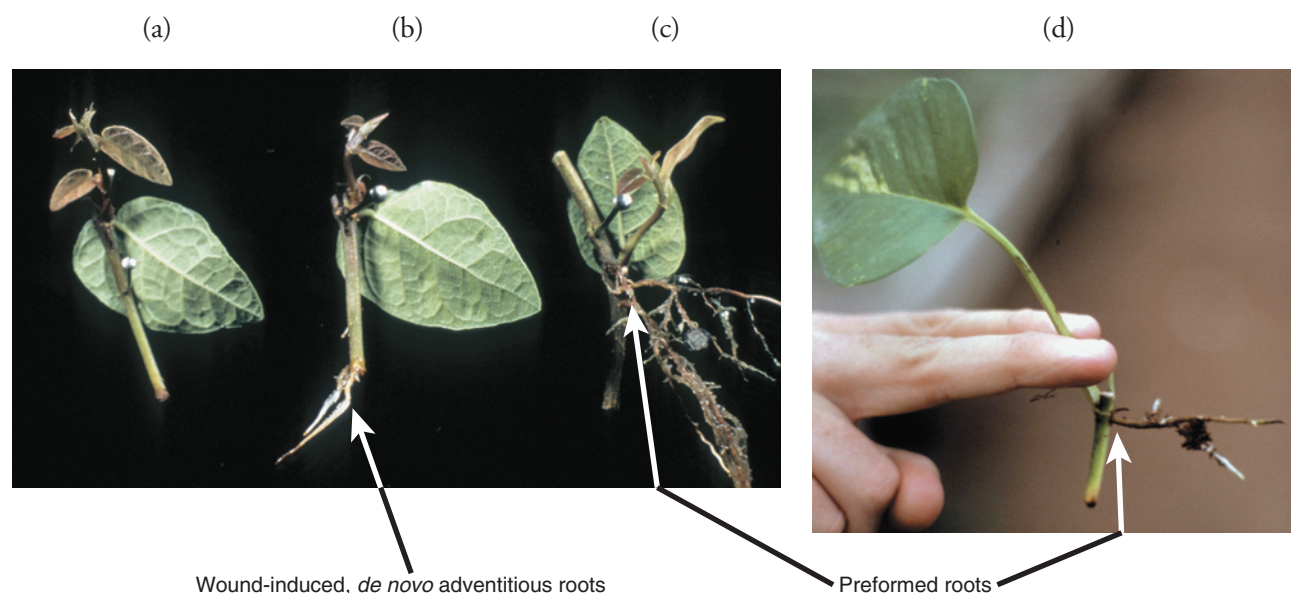 (a) (b) (c) (d)
Wound-induced, de novo adventitious roots
Preformed roots